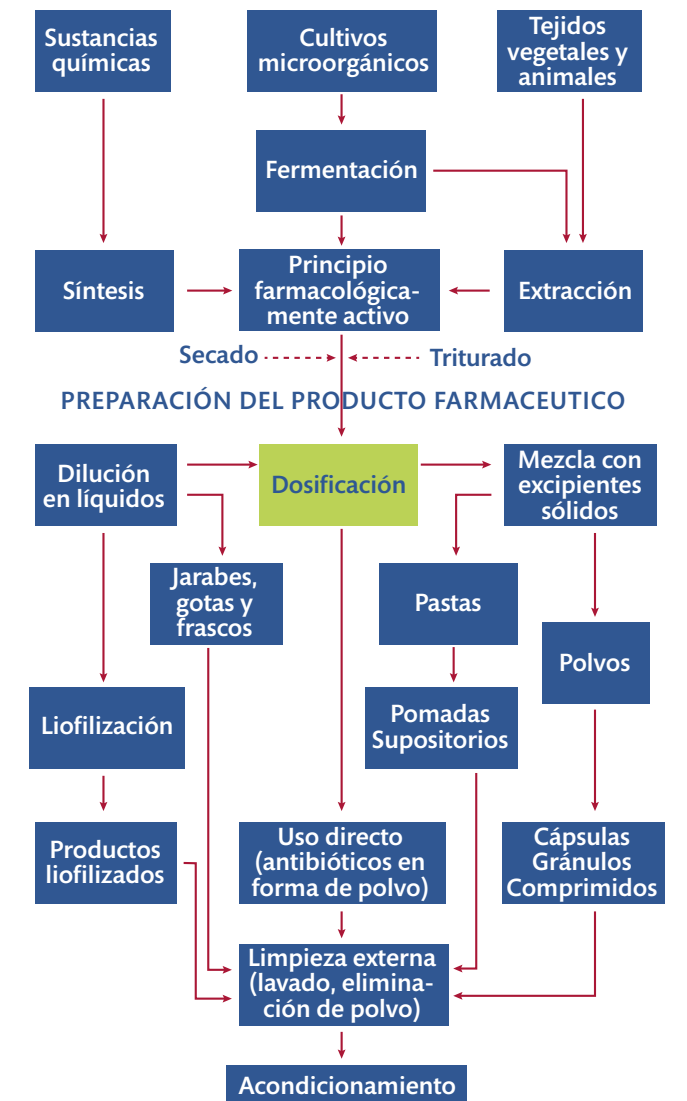 Sustancias
químicas
Cultivos
microorgánicos
Tejidos
vegetales y
animales
Fermentación
Síntesis
Principio
farmacológica-
mente activo
Extracción
Secado
Triturado
PREPARACIÓN DEL PRODUCTO FARMACEUTICO
Dilución
en líquidos
Dosificación
Mezcla con
excipientes
sólidos
Jarabes,
gotas y
frascos
Pastas
Polvos
Liofilización
Pomadas
Supositorios
Productos
liofilizados
Uso directo
(antibióticos en
forma de polvo)
Cápsulas
Gránulos
Comprimidos
Limpieza externa
(lavado, elimina-
ción de polvo)
Acondicionamiento